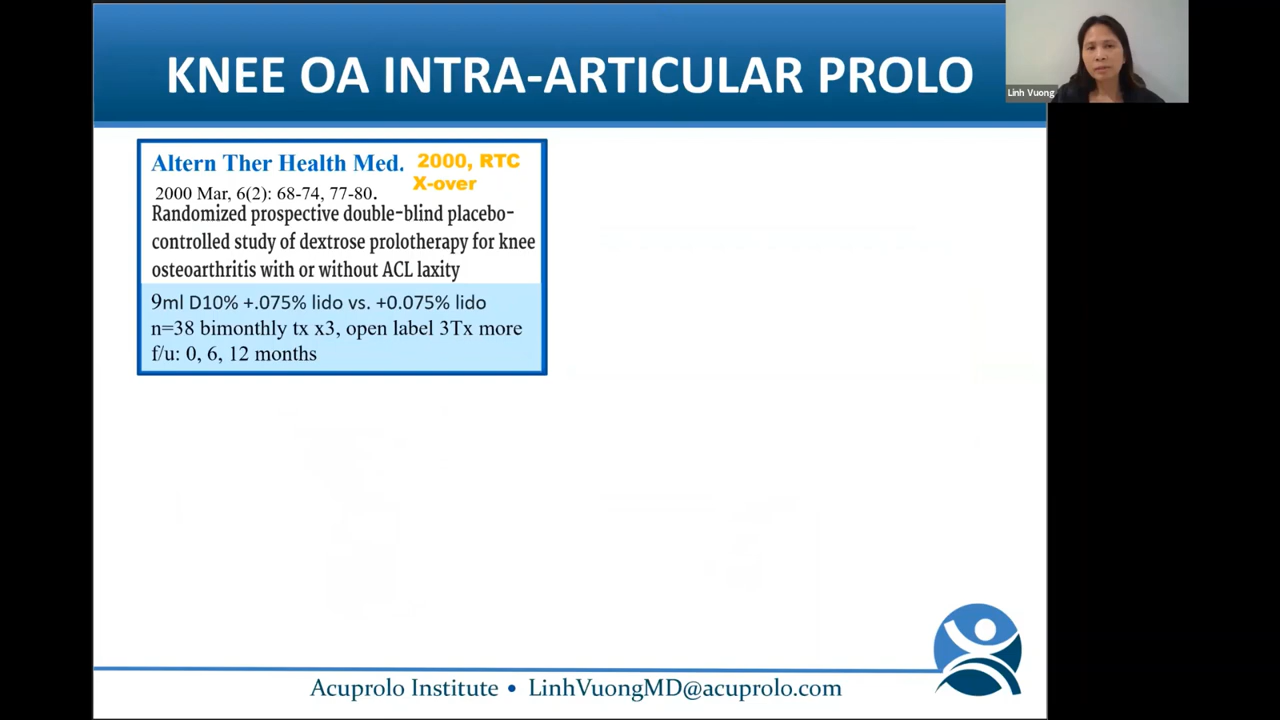 KNEE OA INTRA-ARTICULAR PROLO
Linh Vuong
Altern Ther Health Med. 2000, RTC
X-over
2000 Mar, 6(2): 68-74, 77-80.
Randomized prospective double-blind placebo-
controlled study of dextrose prolotherapy for knee
osteoarthritis with or without ACL laxity
9ml D10% +.075% lido vs. +0.075% lido
n=38 bimonthly tx x3, open label 3Tx more
f/u: 0, 6, 12 months
Acuprolo Institute • LinhVuongMD@acuprolo.com